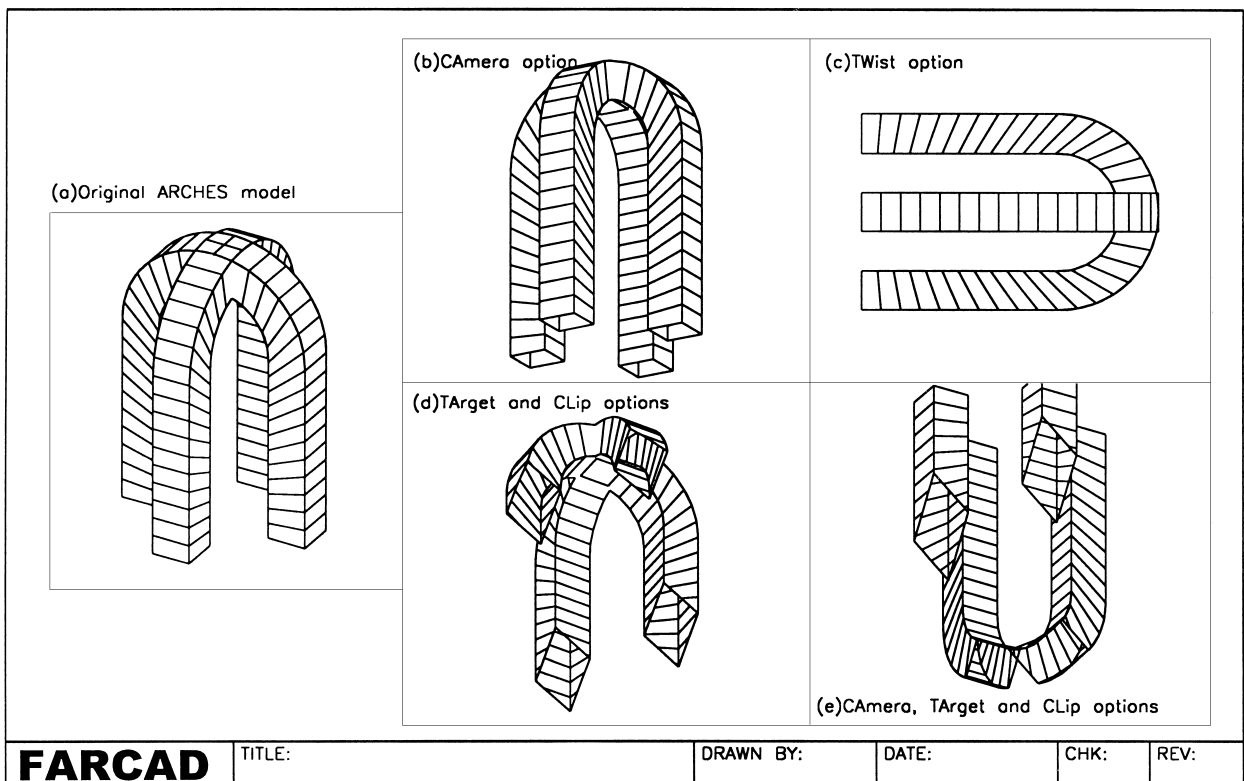 (a)Original ARCHES model
(b)CAmera option
(c)TWist option
(d)TArget and CLip options
(e)CAmera, TArget and CLip options
FARCAD
TITLE:
DRAWN BY:
DATE:
CHK:
REV: